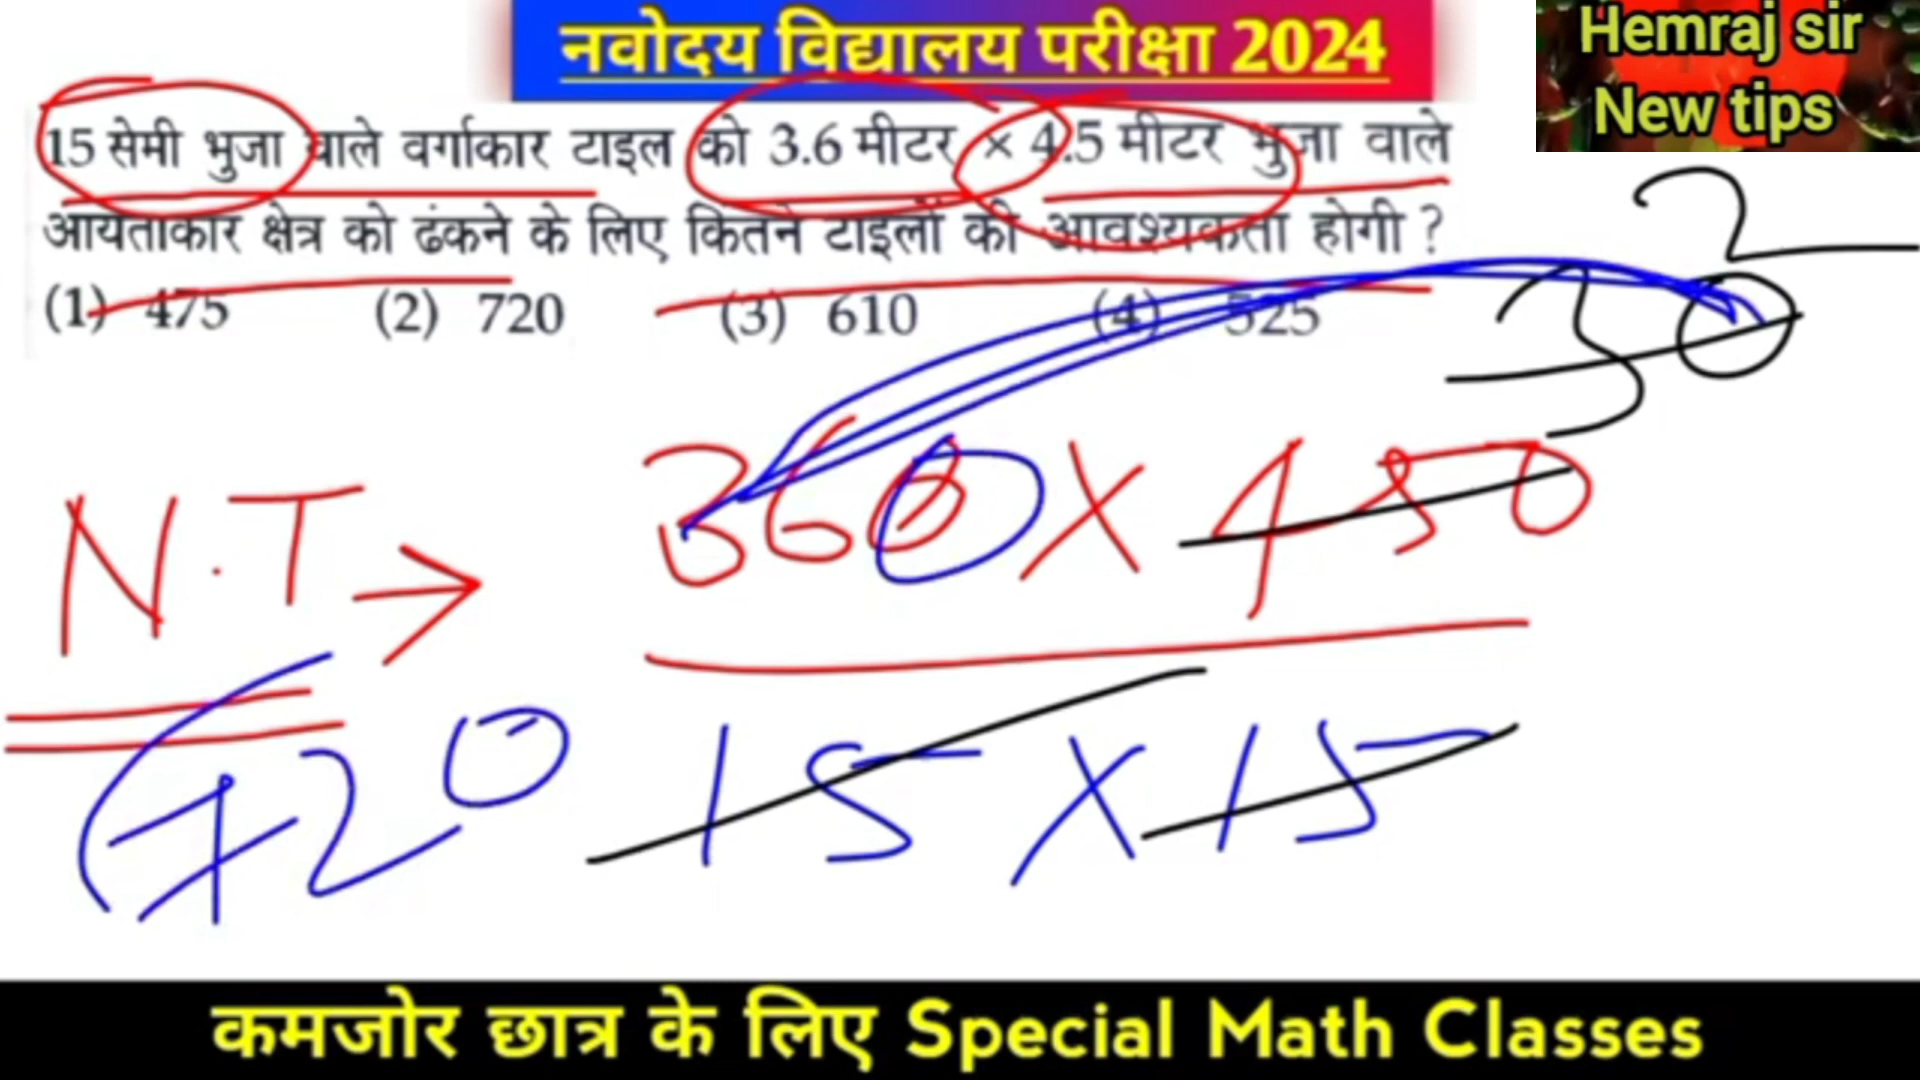 नवोदय विद्यालय परीक्षा 2024
Hemraj sir
New tips
15 सेमी भुजा वाले वर्गाकार टाइल को 3.6 मीटर × 4.5 मीटर भुजा वाले
आयताकार क्षेत्र को ढंकने के लिए कितने टाइलों की आवश्यकता होगी ?
(1) 475 (2) 720 (3) 610 (4) 525
2
30
N.T → 360 X 450
15 X 15
720
कमजोर छात्र के लिए Special Math Classes